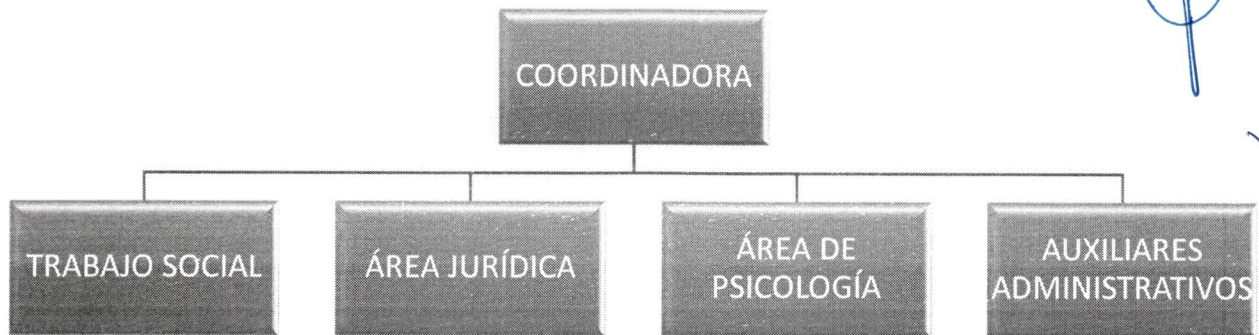 COORDINADORA
TRABAJO SOCIAL
ÁREA JURÍDICA
ÁREA DE
PSICOLOGÍA
AUXILIARES
ADMINISTRATIVOS